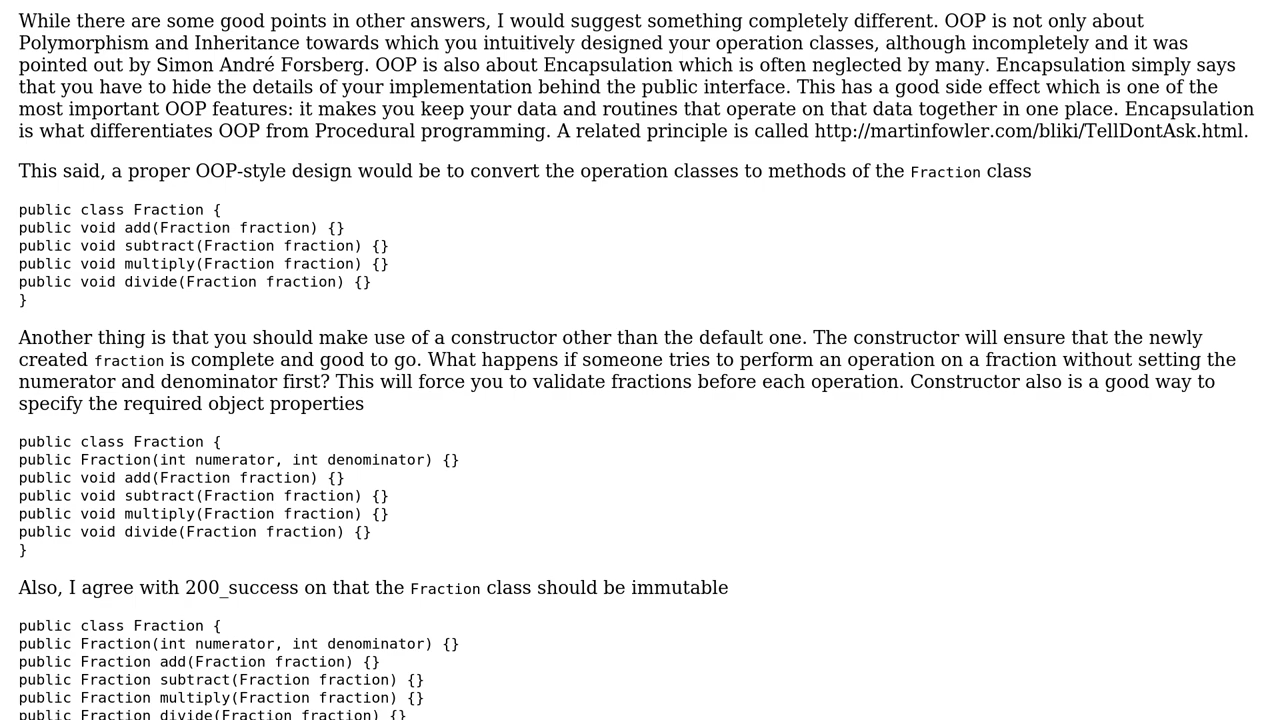 While there are some good points in other answers, I would suggest something completely different. OOP is not only about
Polymorphism and Inheritance towards which you intuitively designed your operation classes, although incompletely and it was
pointed out by Simon André Forsberg. OOP is also about Encapsulation which is often neglected by many. Encapsulation simply says
that you have to hide the details of your implementation behind the public interface. This has a good side effect which is one of the
most important OOP features: it makes you keep your data and routines that operate on that data together in one place. Encapsulation
is what differentiates OOP from Procedural programming. A related principle is called http://martinfowler.com/bliki/TellDontAsk.html.
This said, a proper OOP-style design would be to convert the operation classes to methods of the Fraction class
public class Fraction {
public void add(Fraction fraction) {}
public void subtract(Fraction fraction) {}
public void multiply(Fraction fraction) {}
public void divide(Fraction fraction) {}
}
Another thing is that you should make use of a constructor other than the default one. The constructor will ensure that the newly
created fraction is complete and good to go. What happens if someone tries to perform an operation on a fraction without setting the
numerator and denominator first? This will force you to validate fractions before each operation. Constructor also is a good way to
specify the required object properties
public class Fraction {
public Fraction(int numerator, int denominator) {}
public void add(Fraction fraction) {}
public void subtract(Fraction fraction) {}
public void multiply(Fraction fraction) {}
public void divide(Fraction fraction) {}
}
Also, I agree with 200_success on that the Fraction class should be immutable
public class Fraction {
public Fraction(int numerator, int denominator) {}
public Fraction add(Fraction fraction) {}
public Fraction subtract(Fraction fraction) {}
public Fraction multiply(Fraction fraction) {}
public Fraction divide(Fraction fraction) {}